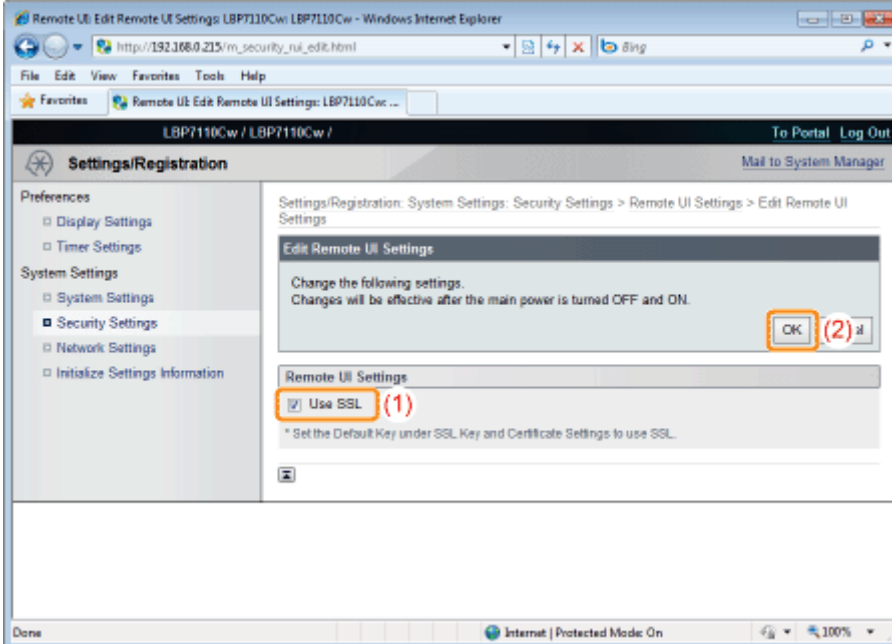 Remote UI: Edit Remote UI Settings: LBP7110Cw: LBP7110Cw - Windows Internet Explorer
http://192.168.0.215/m_security_rui_edit.html
Bing
File Edit View Favorites Tools Help
Favorites
Remote UI: Edit Remote UI Settings: LBP7110Cw: ...
LBP7110Cw / LBP7110Cw /
To Portal Log Out
Settings/Registration
Mail to System Manager
Preferences
Display Settings
Timer Settings
System Settings
System Settings
Security Settings
Network Settings
Initialize Settings Information
Settings/Registration: System Settings: Security Settings > Remote UI Settings > Edit Remote UI
Settings
Edit Remote UI Settings
Change the following settings.
Changes will be effective after the main power is turned OFF and ON.
OK (2)
Remote UI Settings
Use SSL (1)
* Set the Default Key under SSL Key and Certificate Settings to use SSL.
Done
Internet | Protected Mode: On
100%